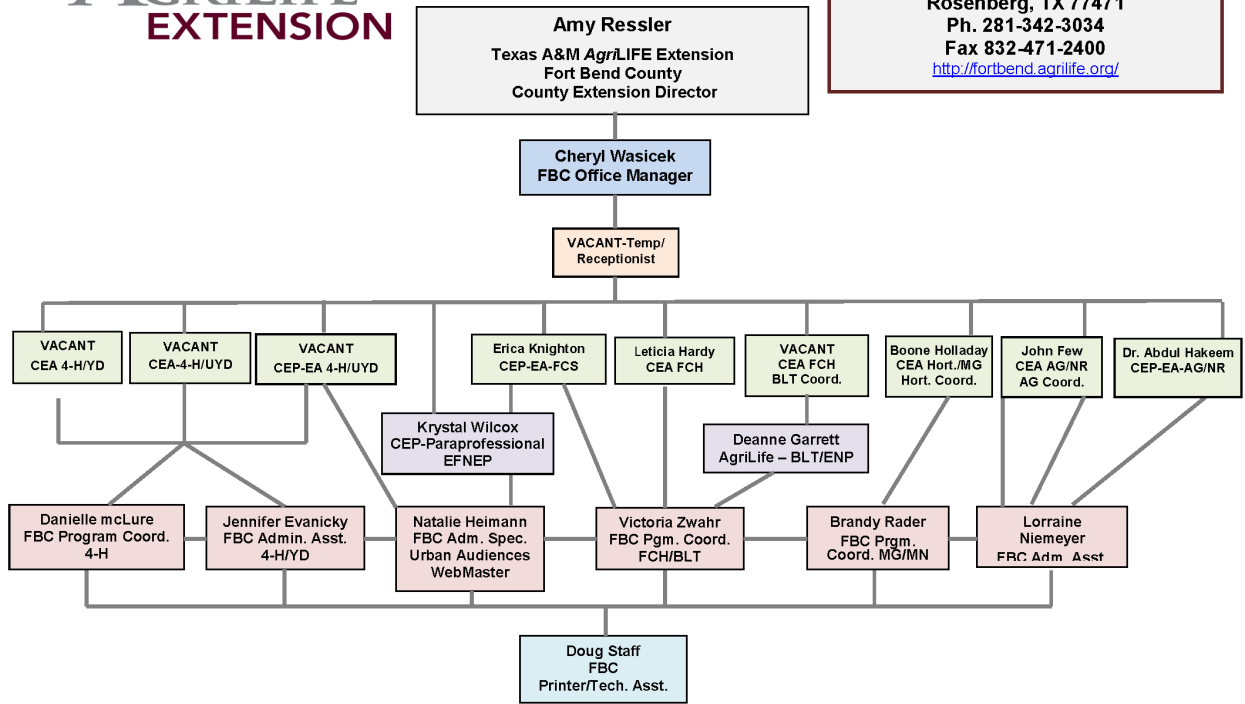 AGRILIFE
EXTENSION
Amy Ressler
Texas A&M AgriLIFE Extension
Fort Bend County
County Extension Director
Rosenberg, TX 77471
Ph. 281-342-3034
Fax 832-471-2400
http://fortbend.agrilife.org/
Cheryl Wasicek
FBC Office Manager
VACANT-Temp/
Receptionist
VACANT
CEA 4-H/YD
VACANT
CEA-4-H/UYD
VACANT
CEP-EA 4-H/UYD
Erica Knighton
CEP-EA-FCS
Leticia Hardy
CEA FCH
VACANT
CEA FCH
BLT Coord.
Boone Holladay
CEA Hort./MG
Hort. Coord.
John Few
CEA AG/NR
AG Coord.
Dr. Abdul Hakeem
CEP-EA-AG/NR
Krystal Wilcox
CEP-Paraprofessional
EFNEP
Deanne Garrett
AgriLife – BLT/ENP
Danielle mcLure
FBC Program Coord.
4-H
Jennifer Evanicky
FBC Admin. Asst.
4-H/YD
Natalie Heimann
FBC Adm. Spec.
Urban Audiences
WebMaster
Victoria Zwahr
FBC Pgm. Coord.
FCH/BLT
Brandy Rader
FBC Prgm.
Coord. MG/MN
Lorraine
Niemeyer
FBC Adm. Asst
Doug Staff
FBC
Printer/Tech. Asst.